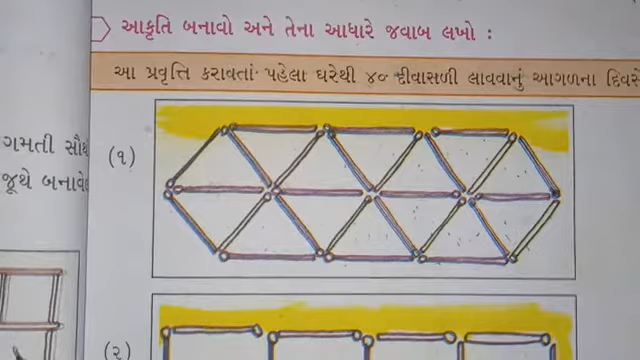 આકૃતિ બનાવો અને તેના આધારે જવાબ લખો :
આ પ્રવૃત્તિ કરાવતાં પહેલા ઘરેથી ૪૦ દીવાસળી લાવવાનું આગળના દિવસે
ગમતી સૌથી
જૂથે બનાવેલ
(૧)
(૨)